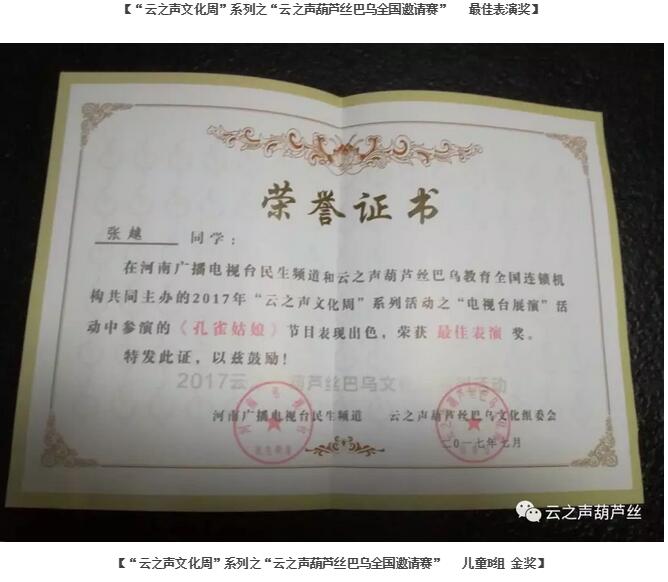 【 “云之声文化周”系列之“云之声葫芦丝巴乌全国邀请赛” 最佳表演奖】
荣誉证书
张越 同学：
在河南广播电视台民生频道和云之声葫芦丝巴乌教育全国连锁机
构共同主办的2017年“云之声文化周”系列活动之“电视台展演”活
动中参演的《孔雀姑娘》节目表现出色，荣获 最佳表演 奖。
特发此证，以兹鼓励！
2017云 葫芦丝巴乌文化 列活动
河南广播电视台民生频道 云之声葫芦丝巴乌文化组委会
二〇一七年七月
云之声葫芦丝
【 “云之声文化周”系列之“云之声葫芦丝巴乌全国邀请赛” 儿童B组 金奖】